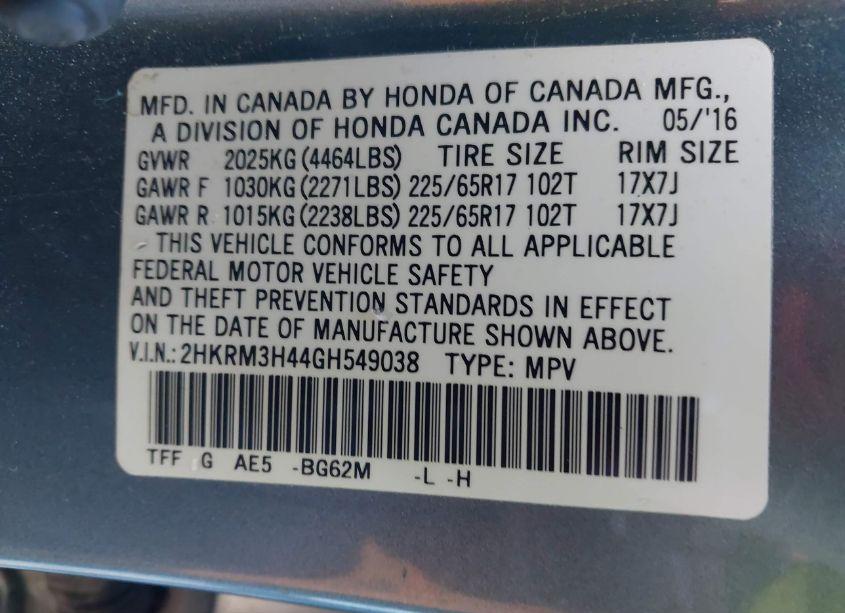 MFD. IN CANADA BY HONDA OF CANADA MFG.,
A DIVISION OF HONDA CANADA INC. 05/'16
GVWR 2025KG (4464LBS) TIRE SIZE RIM SIZE
GAWR F 1030KG (2271LBS) 225/65R17 102T 17X7J
GAWR R 1015KG (2238LBS) 225/65R17 102T 17X7J
THIS VEHICLE CONFORMS TO ALL APPLICABLE
FEDERAL MOTOR VEHICLE SAFETY
AND THEFT PREVENTION STANDARDS IN EFFECT
ON THE DATE OF MANUFACTURE SHOWN ABOVE.
V.I.N.: 2HKRM3H44GH549038 TYPE: MPV
TFF G AE5 -BG62M -L -H